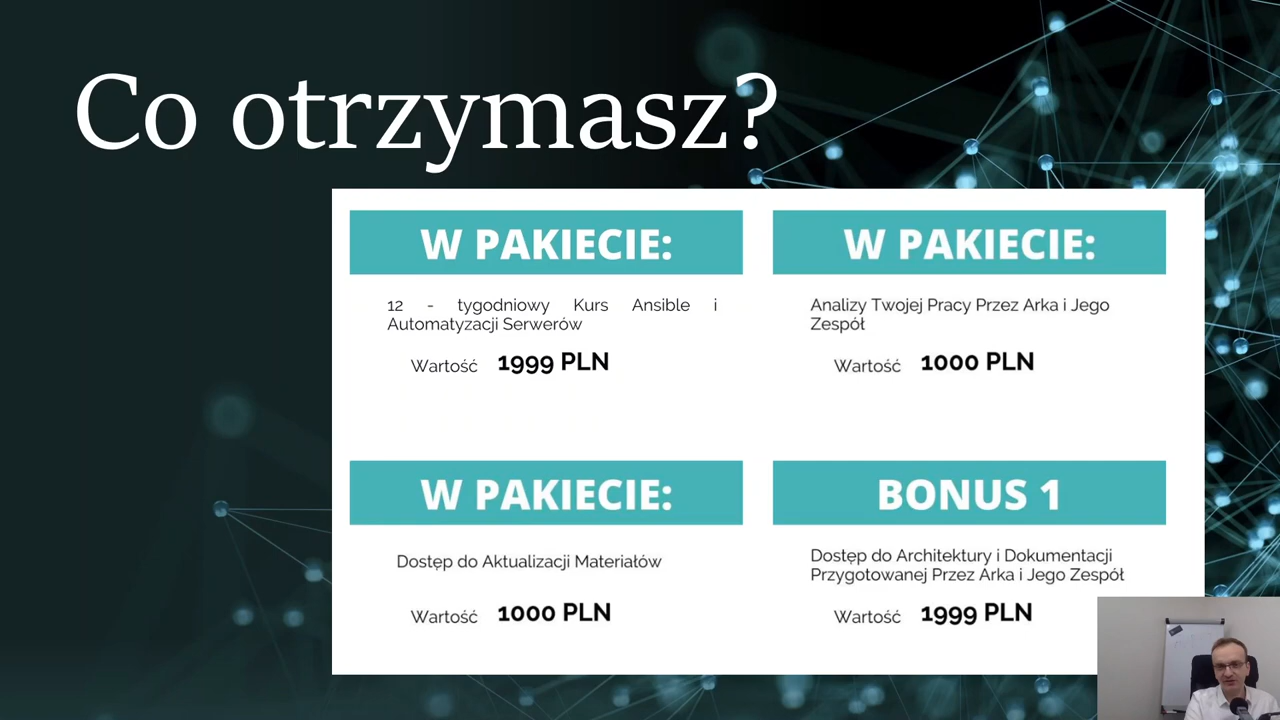 Co otrzymasz?
W PAKIECIE:
12 - tygodniowy Kurs Ansible i
Automatyzacji Serwerów
Wartość 1999 PLN
W PAKIECIE:
Analizy Twojej Pracy Przez Arka i Jego
Zespół
Wartość 1000 PLN
W PAKIECIE:
Dostęp do Aktualizacji Materiałów
Wartość 1000 PLN
BONUS 1
Dostęp do Architektury i Dokumentacji
Przygotowanej Przez Arka i Jego Zespół
Wartość 1999 PLN